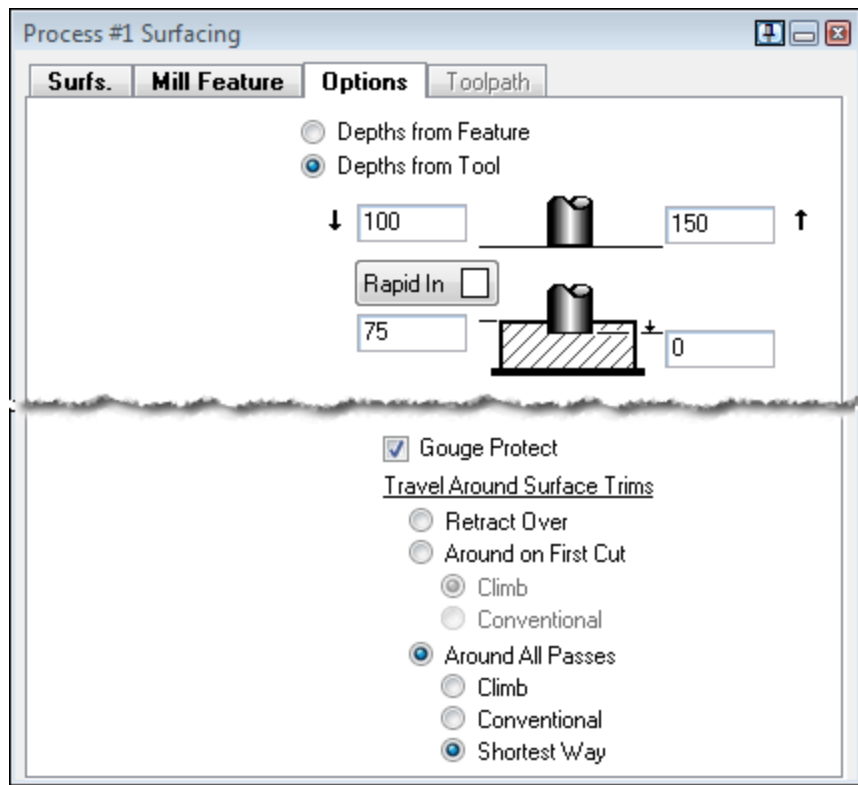 Process #1 Surfacing
Surfs. Mill Feature Options Toolpath
Depths from Feature
Depths from Tool
100 150
Rapid In
75
0
Gouge Protect
Travel Around Surface Trims
Retract Over
Around on First Cut
Climb
Conventional
Around All Passes
Climb
Conventional
Shortest Way